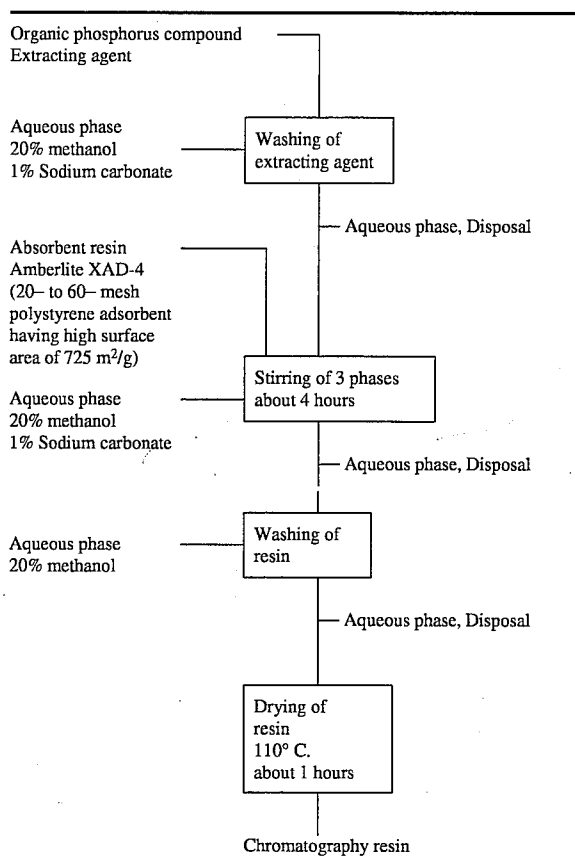 Organic phosphorus compound
Extracting agent
Aqueous phase
20% methanol
1% Sodium carbonate
Washing of
extracting agent
Aqueous phase, Disposal
Absorbent resin
Amberlite XAD-4
(20– to 60– mesh
polystyrene adsorbent
having high surface
area of 725 m²/g)
Stirring of 3 phases
about 4 hours
Aqueous phase
20% methanol
1% Sodium carbonate
Aqueous phase, Disposal
Washing of
resin
Aqueous phase
20% methanol
Aqueous phase, Disposal
Drying of
resin
110° C.
about 1 hours
Chromatography resin